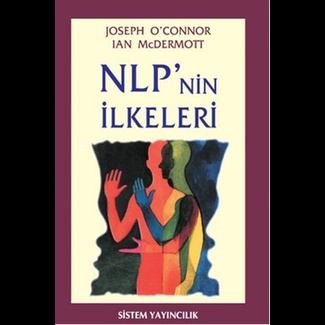 JOSEPH O'CONNOR
IAN McDERMOTT
NLP'NİN
İLKELERİ
SİSTEM YAYINCILIK